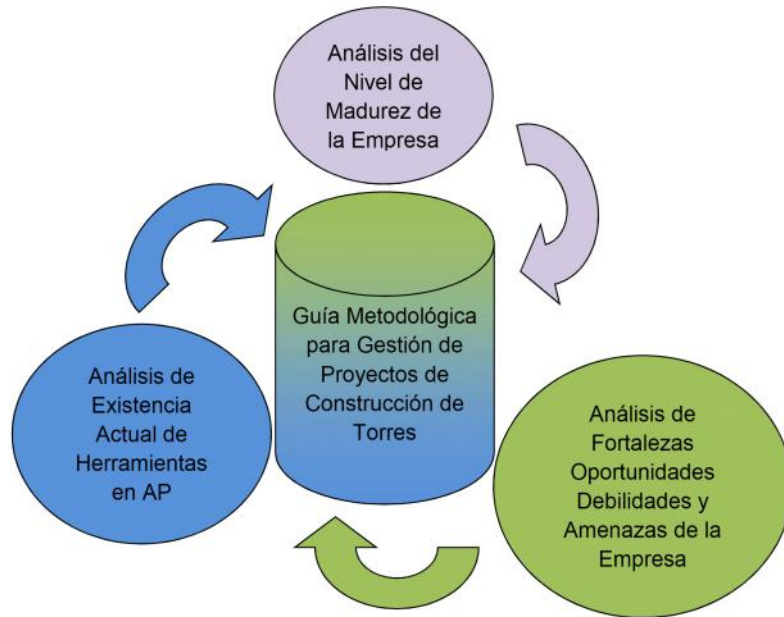 Análisis del
Nivel de
Madurez de
la Empresa
Guía Metodológica
para Gestión de
Proyectos de
Construcción de
Torres
Análisis de
Existencia
Actual de
Herramientas
en AP
Análisis de
Fortalezas
Oportunidades
Debilidades y
Amenazas de la
Empresa